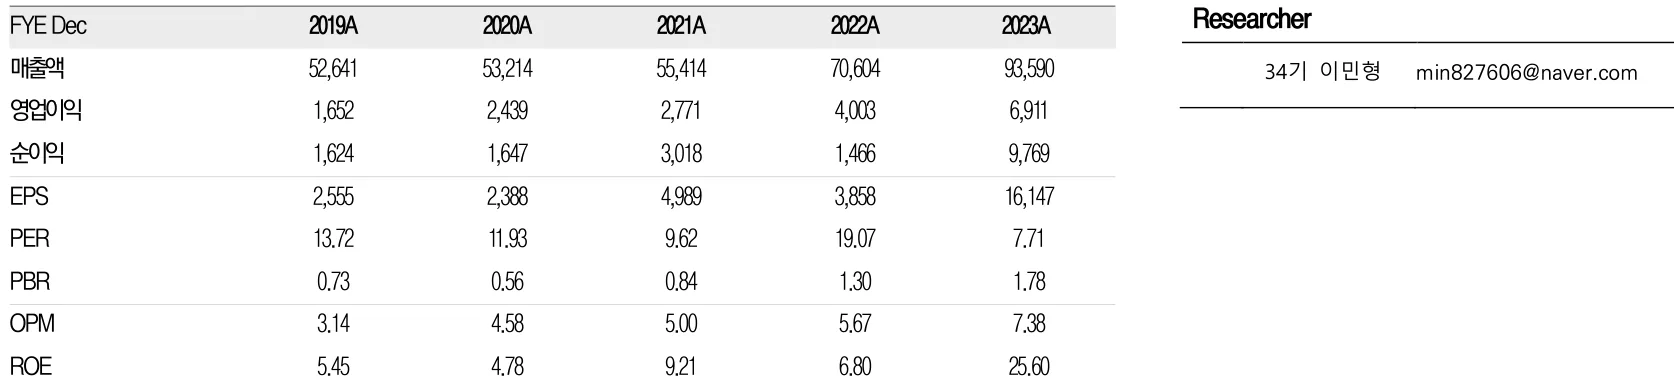 FYE Dec 2019A 2020A 2021A 2022A 2023A
매출액 52,641 53,214 55,414 70,604 93,590
영업이익 1,652 2,439 2,771 4,003 6,911
순이익 1,624 1,647 3,018 1,466 9,769
EPS 2,555 2,388 4,989 3,858 16,147
PER 13.72 11.93 9.62 19.07 7.71
PBR 0.73 0.56 0.84 1.30 1.78
OPM 3.14 4.58 5.00 5.67 7.38
ROE 5.45 4.78 9.21 6.80 25.60
Researcher
34기 이민형 min827606@naver.com